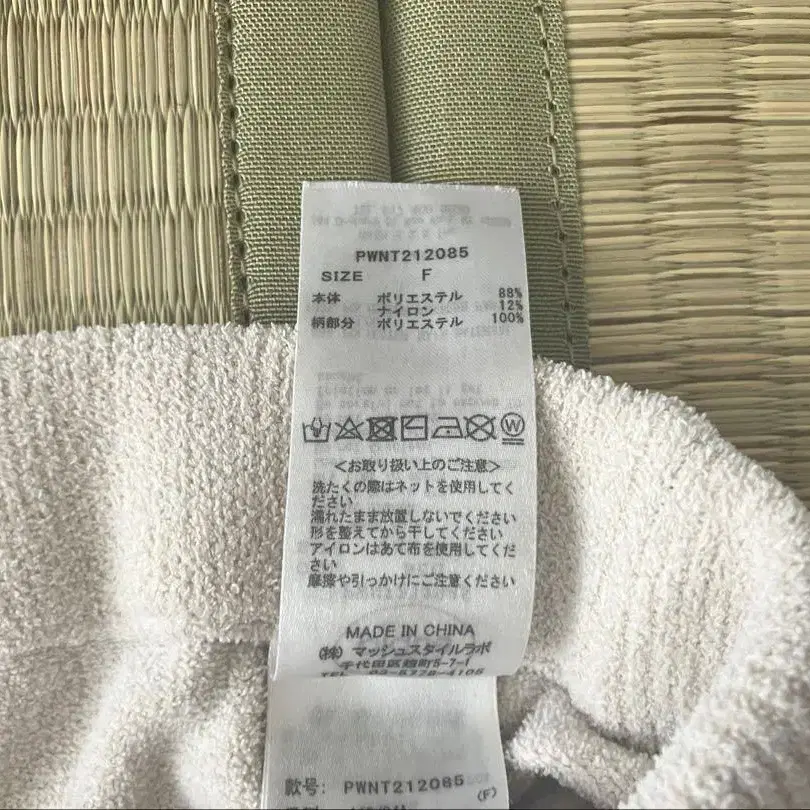 PWNT212085
SIZE F
本体 ポリエステル 88%
ナイロン 12%
柄部分 ポリエステル 100%
<お取り扱い上のご注意>
洗たくの際はネットを使用してく
ださい
濡れたまま放置しないでください
形を整えてから干してください
アイロンはあて布を使用してくだ
さい
摩擦や引っかけにご注意ください
MADE IN CHINA
(株) マッシュスタイルラボ
千代田区麹町5-7-1
TEL 03-5778-4105
款号: PWNT212085
(F)